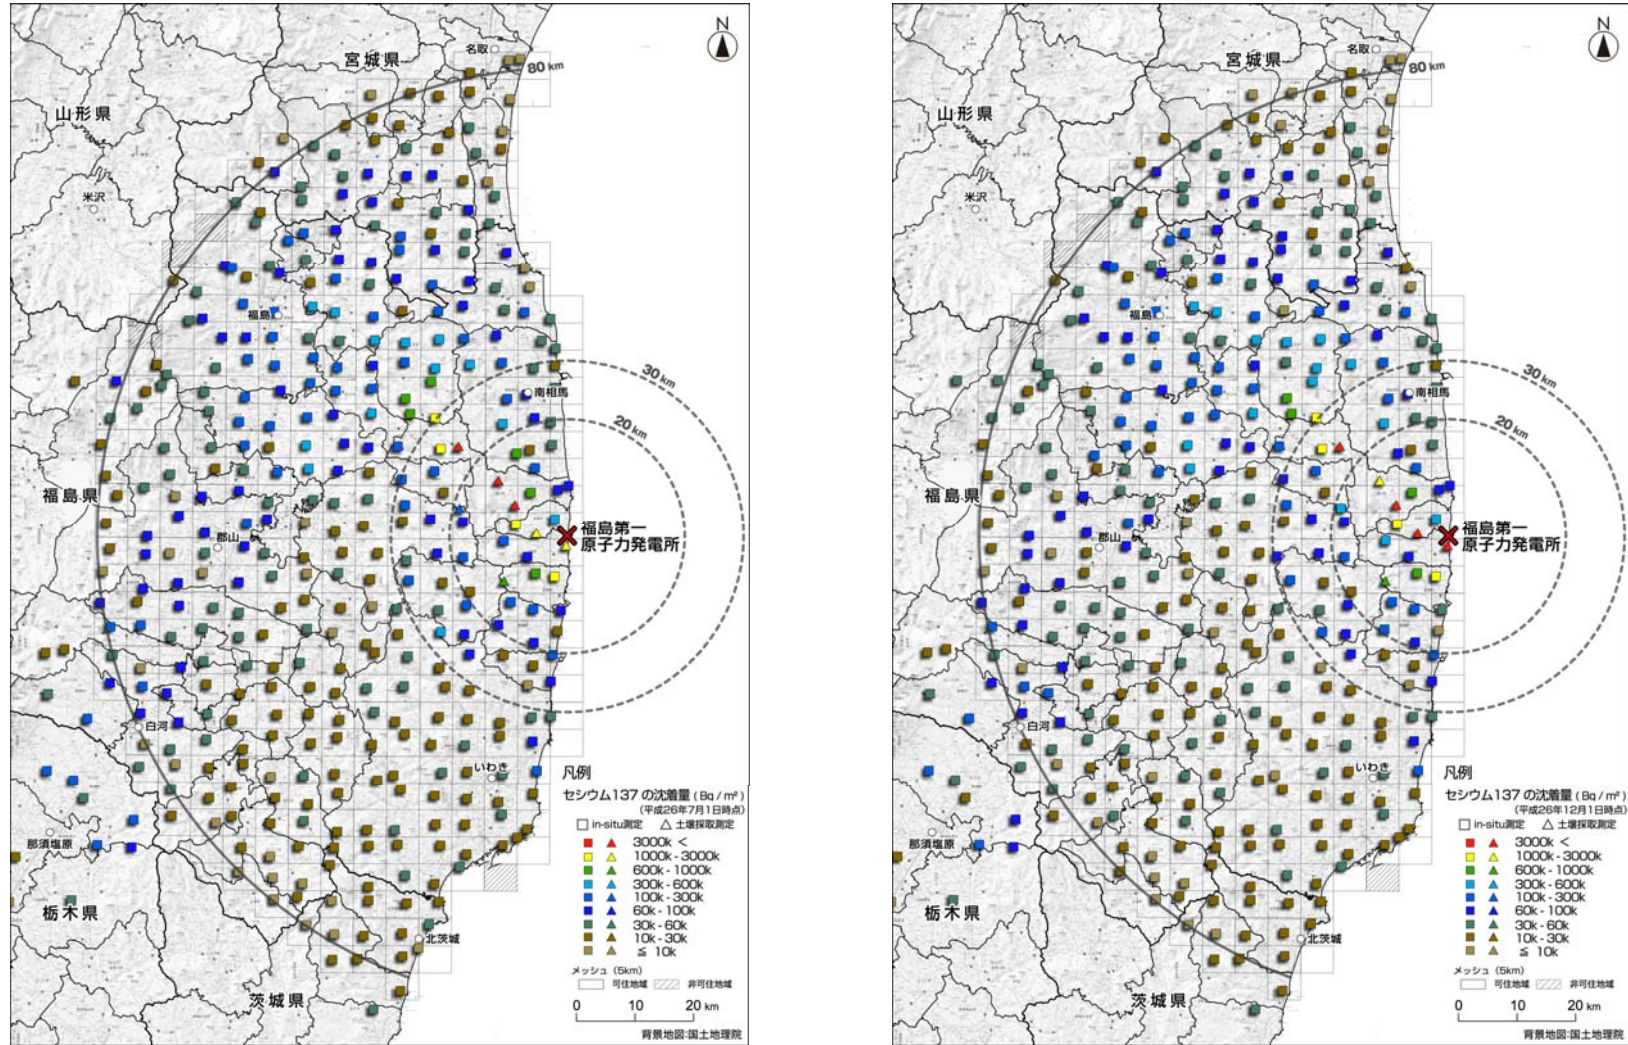 N
名取
宮城県
80 km
山形県
米沢
福島
30 km
南相馬
20 km
福島県
福島第一
原子力発電所
郡山
白河
いわき
凡例
セシウム137 の沈着量 ( Bq / m² )
(平成26年7月1日時点)
in-situ測定 土壌採取測定
3000k <
1000k - 3000k
600k - 1000k
300k - 600k
100k - 300k
60k - 100k
30k - 60k
10k - 30k
≦ 10k
那須塩原
栃木県
北茨城
メッシュ (5km)
可住地域 非可住地域
茨城県
0 10 20 km
背景地図:国土地理院
N
名取
宮城県
80 km
山形県
米沢
福島
30 km
南相馬
20 km
福島県
福島第一
原子力発電所
郡山
白河
いわき
凡例
セシウム137 の沈着量 ( Bq / m² )
(平成26年12月1日時点)
in-situ測定 土壌採取測定
3000k <
1000k - 3000k
600k - 1000k
300k - 600k
100k - 300k
60k - 100k
30k - 60k
10k - 30k
≦ 10k
那須塩原
栃木県
北茨城
メッシュ (5km)
可住地域 非可住地域
茨城県
0 10 20 km
背景地図:国土地理院